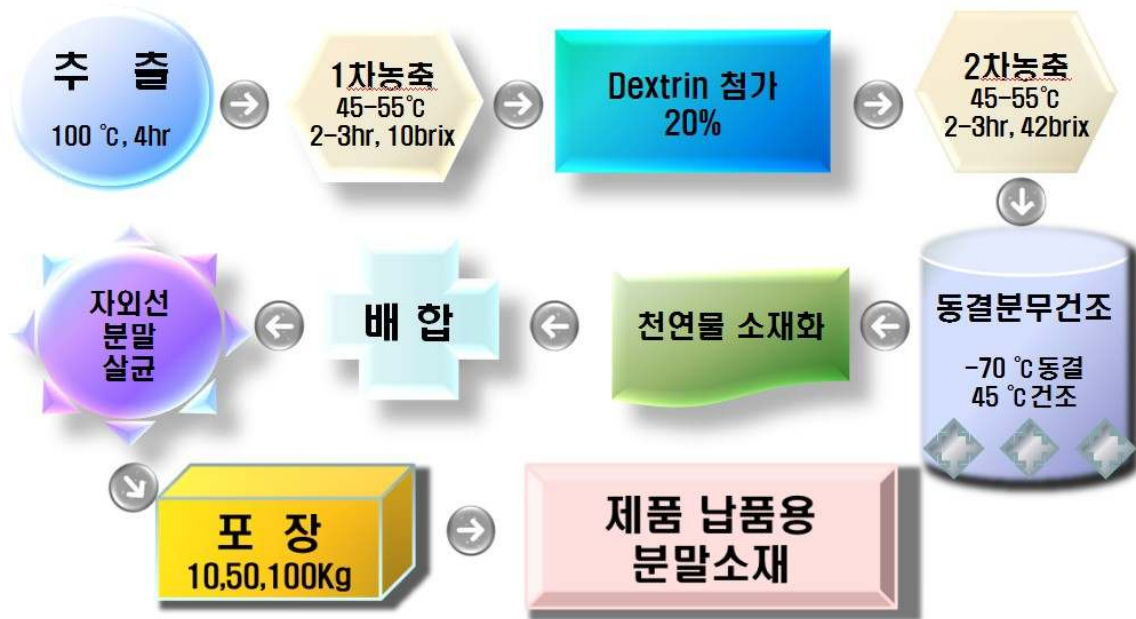 추 출
100 ℃, 4hr
1차농축
45-55℃
2-3hr, 10brix
Dextrin 첨가
20%
2차농축
45-55℃
2-3hr, 42brix
동결분무건조
-70 ℃ 동결
45 ℃ 건조
천연물 소재화
배 합
자외선
분말
살균
포 장
10,50,100Kg
제품 납품용
분말소재